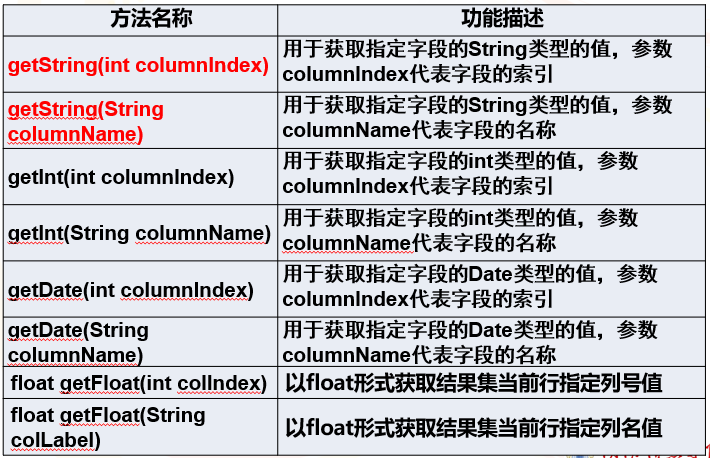 方法名称
功能描述
getString(int columnIndex)
用于获取指定字段的String类型的值，参数
columnIndex代表字段的索引
getString(String
columnName)
用于获取指定字段的String类型的值，参数
columnName代表字段的名称
getInt(int columnIndex)
用于获取指定字段的int类型的值，参数
columnIndex代表字段的索引
getInt(String columnName)
用于获取指定字段的int类型的值，参数
columnName代表字段的名称
getDate(int columnIndex)
用于获取指定字段的Date类型的值，参数
columnIndex代表字段的索引
getDate(String
columnName)
用于获取指定字段的Date类型的值，参数
columnName代表字段的名称
float getFloat(int colIndex)
以float形式获取结果集当前行指定列号值
float getFloat(String
colLabel)
以float形式获取结果集当前行指定列名值